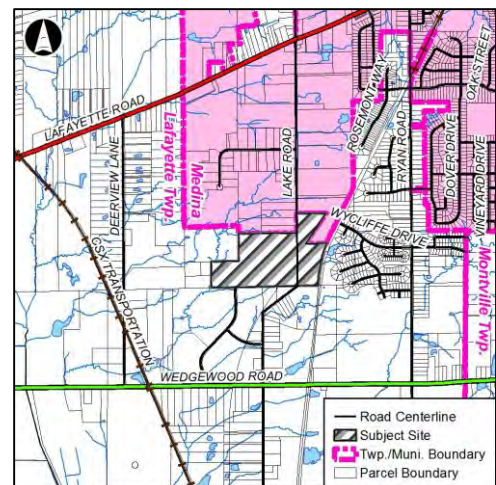 LAFAYETTE ROAD
DEERVIEW LANE
Lafayette Twp.
Medina
LAKE ROAD
ROSEMONT WAY
RYAN ROAD
OAK STREET
DOVER DRIVE
VINEYARD DRIVE
WYCLIFFE DRIVE
Montville Twp.
CSX TRANSPORTATION
WEDGEWOOD ROAD
Road Centerline
Subject Site
Twp./Muni. Boundary
Parcel Boundary